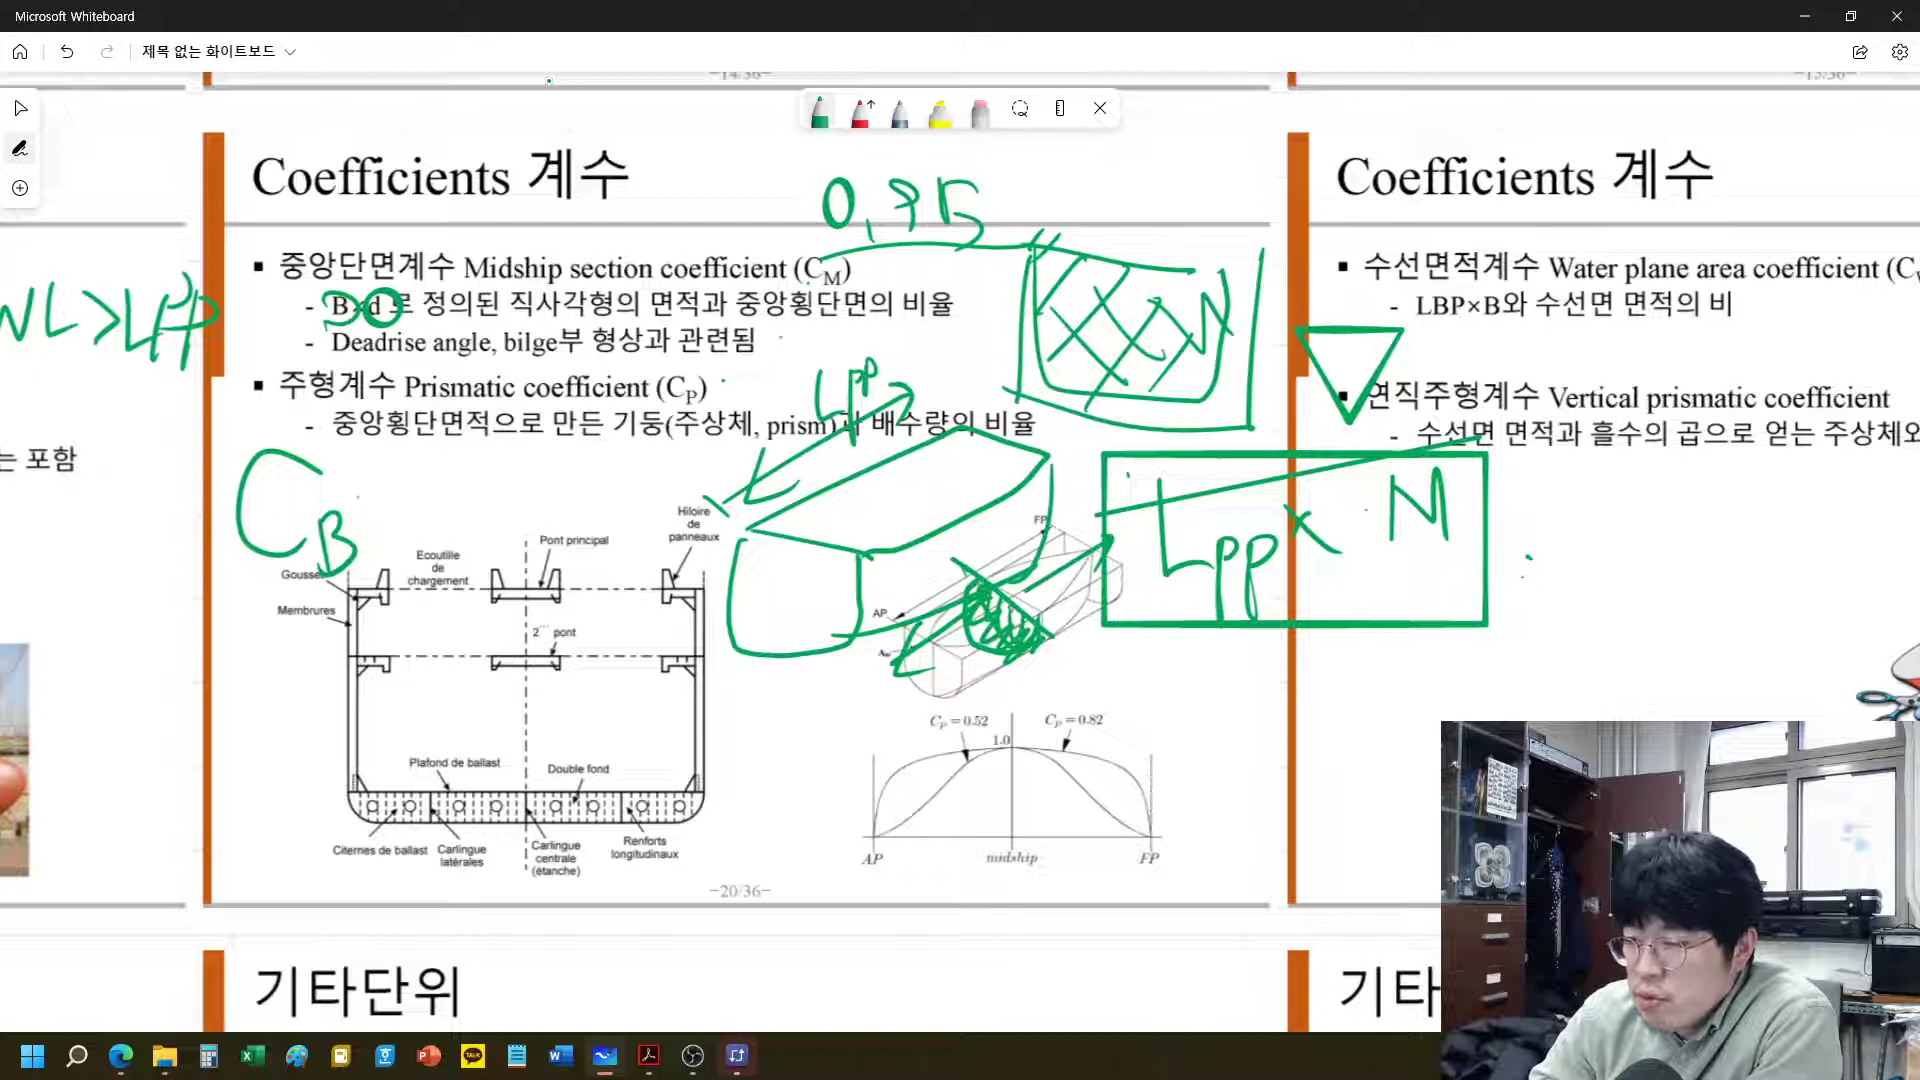 Microsoft Whiteboard
제목 없는 화이트보드
-14/36-
-15/36-
Coefficients 계수
0.95
▪ 중앙단면계수 Midship section coefficient (CM)
- B×d 로 정의된 직사각형의 면적과 중앙횡단면의 비율
- Deadrise angle, bilge부 형상과 관련됨
▪ 주형계수 Prismatic coefficient (CP)
- 중앙횡단면적으로 만든 기둥(주상체, prism)과 배수량의 비율
WL>LPP
는 포함
LPP
CB
Lpp × M
Hiloire
de
panneaux
Pont principal
Ecoutille
de
chargement
Gousset
Membrures
2 pont
Plafond de ballast
Double fond
Citernes de ballast
Carlingue
latérales
Carlingue
centrale
(étanche)
Renforts
longitudinaux
FP
AP
Cp = 0.52
Cp = 0.82
1.0
AP
midship
FP
-20/36-
Coefficients 계수
▪ 수선면적계수 Water plane area coefficient (C
- LBP×B와 수선면 면적의 비
▪ 연직주형계수 Vertical prismatic coefficient
- 수선면 면적과 흘수의 곱으로 얻는 주상체와
기타단위
기타
TALK